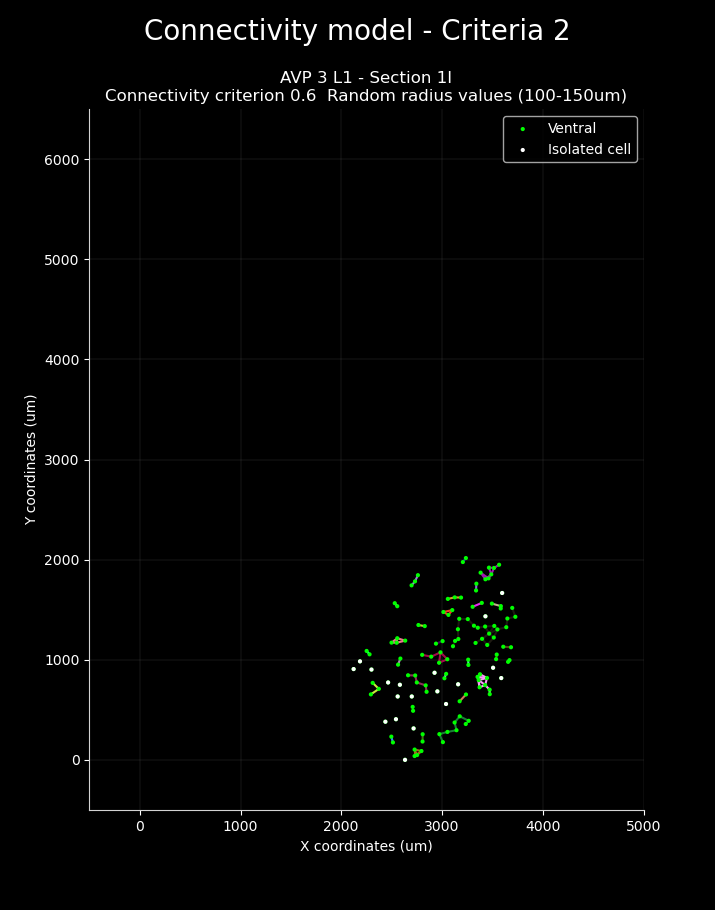 Connectivity model - Criteria 2
AVP 3 L1 - Section 1l
Connectivity criterion 0.6  Random radius values (100-150um)
Ventral
Isolated cell
6000
5000
4000
3000
2000
1000
0
Y coordinates (um)
0 1000 2000 3000 4000 5000
X coordinates (um)